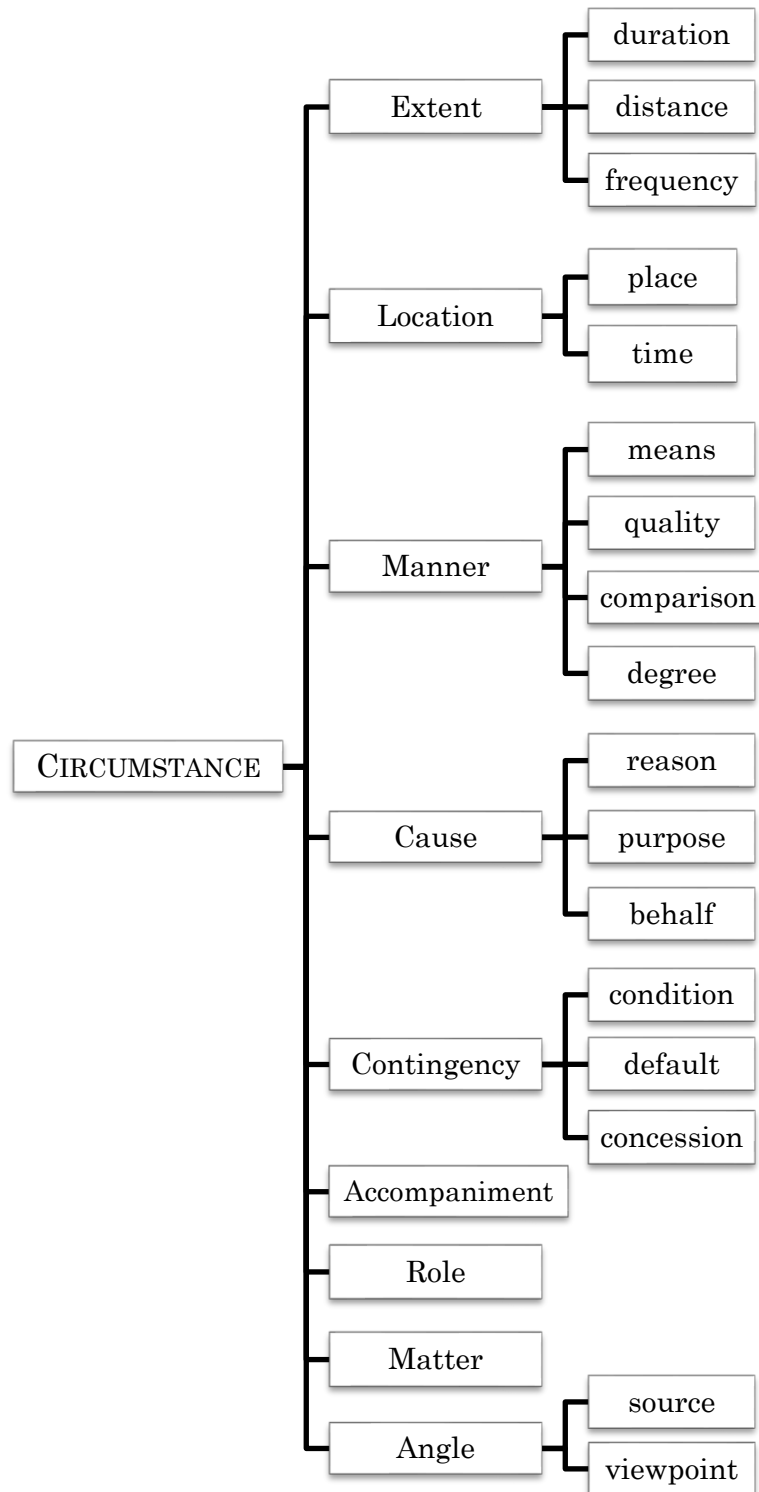 CIRCUMSTANCE
Extent
duration
distance
frequency
Location
place
time
Manner
means
quality
comparison
degree
Cause
reason
purpose
behalf
Contingency
condition
default
concession
Accompaniment
Role
Matter
Angle
source
viewpoint